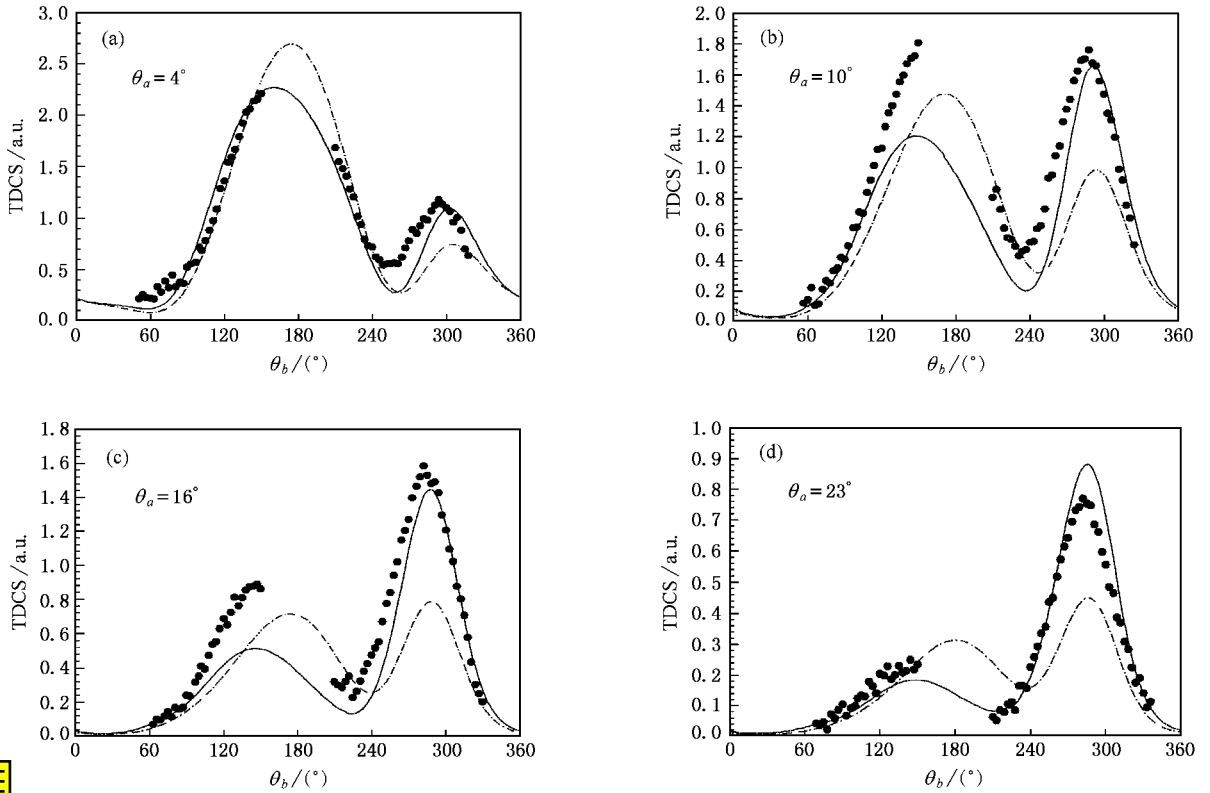 (a)
θa = 4°
3.0
2.5
2.0
1.5
1.0
0.5
0.0
TDCS / a.u.
0 60 120 180 240 300 360
θb / (°)
(b)
θa = 10°
2.0
1.8
1.6
1.4
1.2
1.0
0.8
0.6
0.4
0.2
0.0
TDCS / a.u.
0 60 120 180 240 300 360
θb / (°)
(c)
θa = 16°
1.8
1.6
1.4
1.2
1.0
0.8
0.6
0.4
0.2
0.0
TDCS / a.u.
0 60 120 180 240 300 360
θb / (°)
(d)
θa = 23°
1.0
0.9
0.8
0.7
0.6
0.5
0.4
0.3
0.2
0.1
0.0
TDCS / a.u.
0 60 120 180 240 300 360
θb / (°)